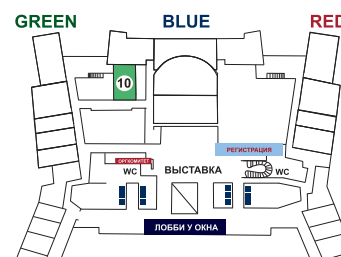 GREEN BLUE RED
10
РЕГИСТРАЦИЯ
ОРГКОМИТЕТ
WC ВЫСТАВКА WC
ЛОББИ У ОКНА